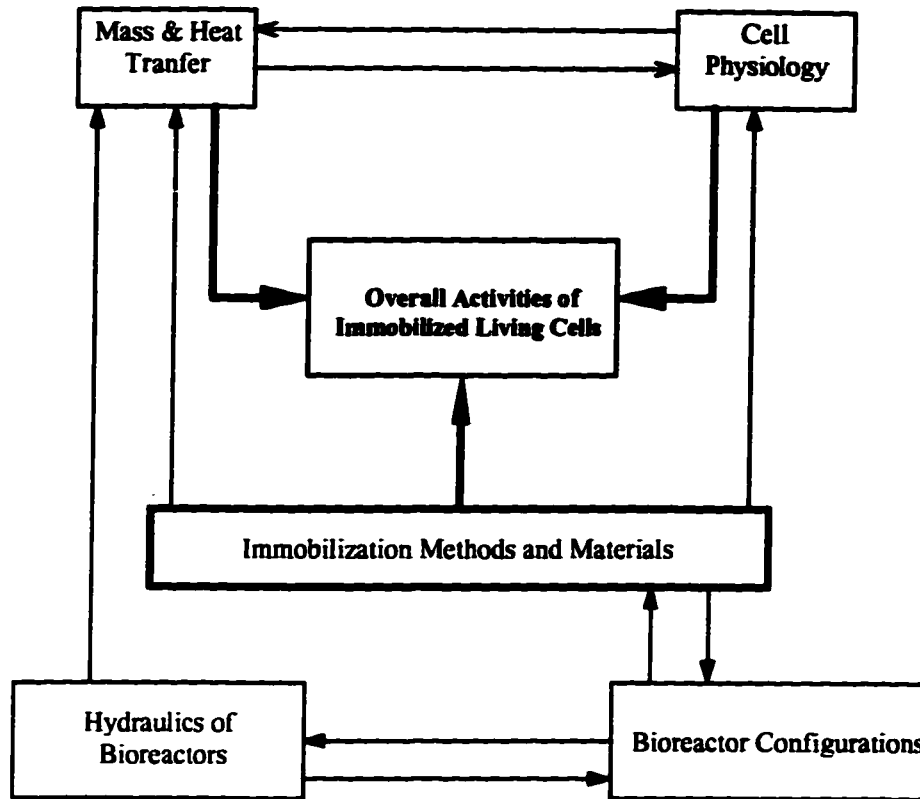 Mass & Heat
Tranfer
Cell
Physiology
Overall Activities of
Immobilized Living Cells
Immobilization Methods and Materials
Hydraulics of
Bioreactors
Bioreactor Configurations